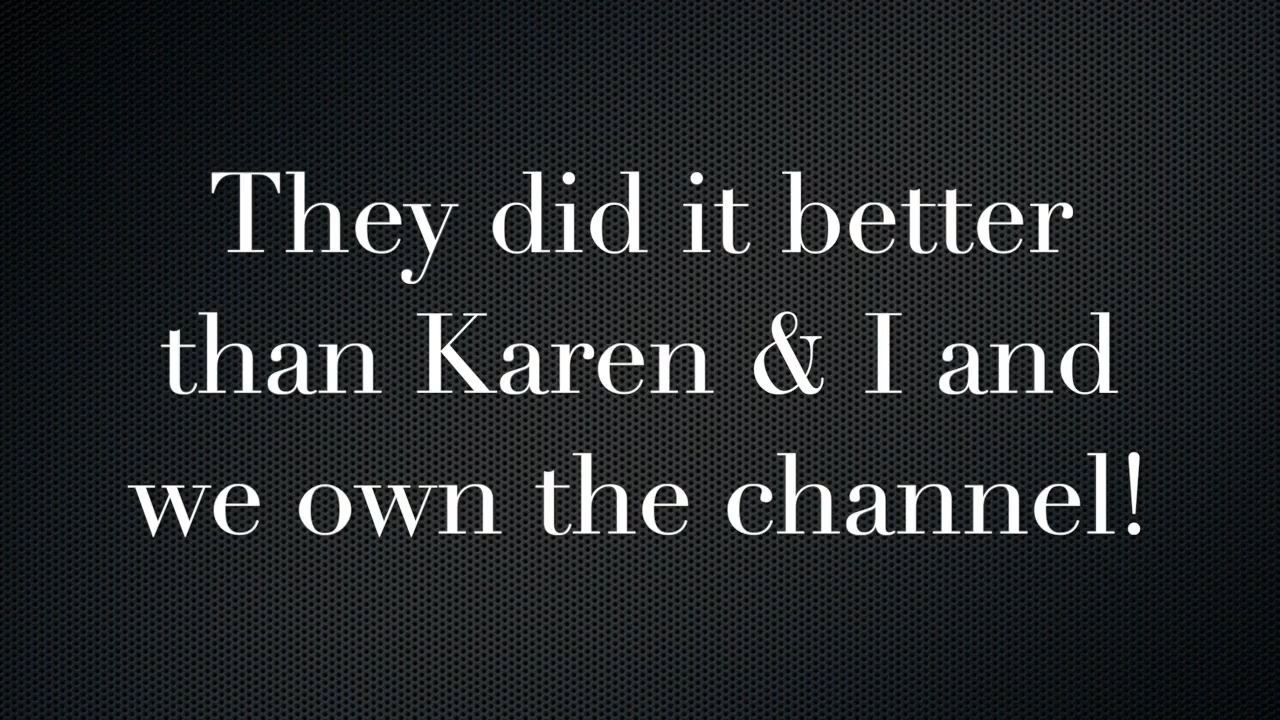 They did it better
than Karen & I and
we own the channel!